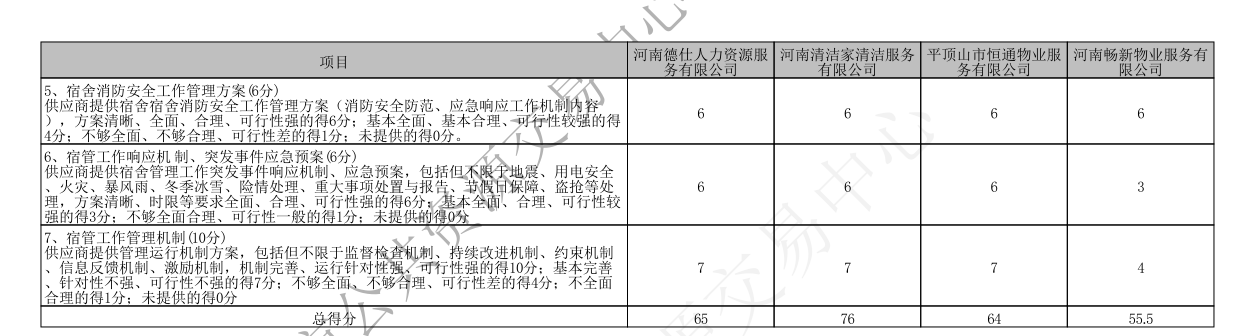 项目
河南德仕人力资源服务有限公司
河南清洁家清洁服务有限公司
平顶山市恒通物业服务有限公司
河南畅新物业服务有限公司
5、宿舍消防安全工作管理方案(6分)
供应商提供宿舍宿舍消防安全工作管理方案（消防安全防范、应急响应工作机制内容
），方案清晰、全面、合理、可行性强的得6分；基本全面、基本合理、可行性较强的得
4分；不够全面、不够合理、可行性差的得1分；未提供的得0分。
6
6
6
6
6、宿管工作响应机 制、突发事件应急预案(6分)
供应商提供宿舍管理工作突发事件响应机制、应急预案，包括但不限于地震、用电安全
、火灾、暴风雨、冬季冰雪、险情处理、重大事项处置与报告、节假日保障、盗抢等处
理，方案清晰、时限等要求全面、合理、可行性强的得6分；基本全面、合理、可行性较
强的得3分；不够全面合理、可行性一般的得1分；未提供的得0分
6
6
6
3
7、宿管工作管理机制(10分)
供应商提供管理运行机制方案，包括但不限于监督检查机制、持续改进机制、约束机制
、信息反馈机制、激励机制，机制完善、运行针对性强、可行性强的得10分；基本完善
、针对性不强、可行性不强的得7分；不够全面、不够合理、可行性差的得4分；不全面
合理的得1分；未提供的得0分
7
7
7
4
总得分
65
76
64
55.5
公共资源交易中心
源交易中心